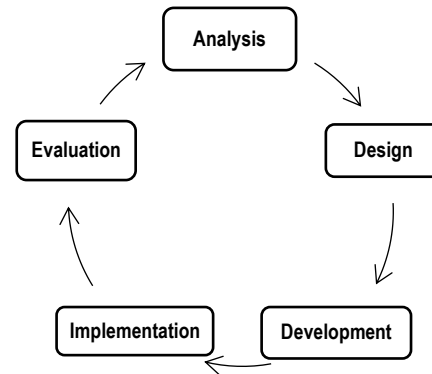 Analysis
Design
Development
Implementation
Evaluation